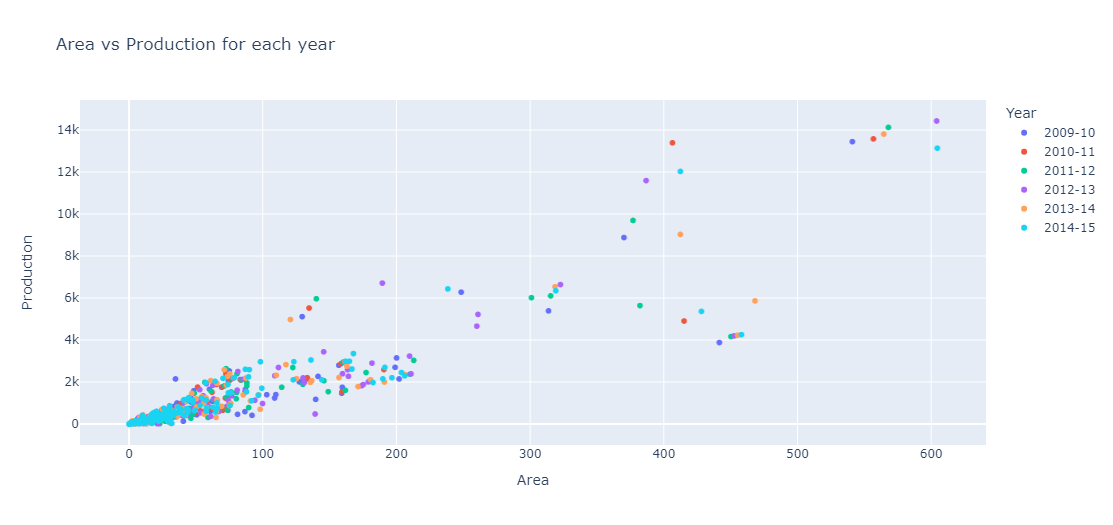 Area vs Production for each year
Year
2009-10
2010-11
2011-12
2012-13
2013-14
2014-15
Production
14k
12k
10k
8k
6k
4k
2k
0
0 100 200 300 400 500 600
Area